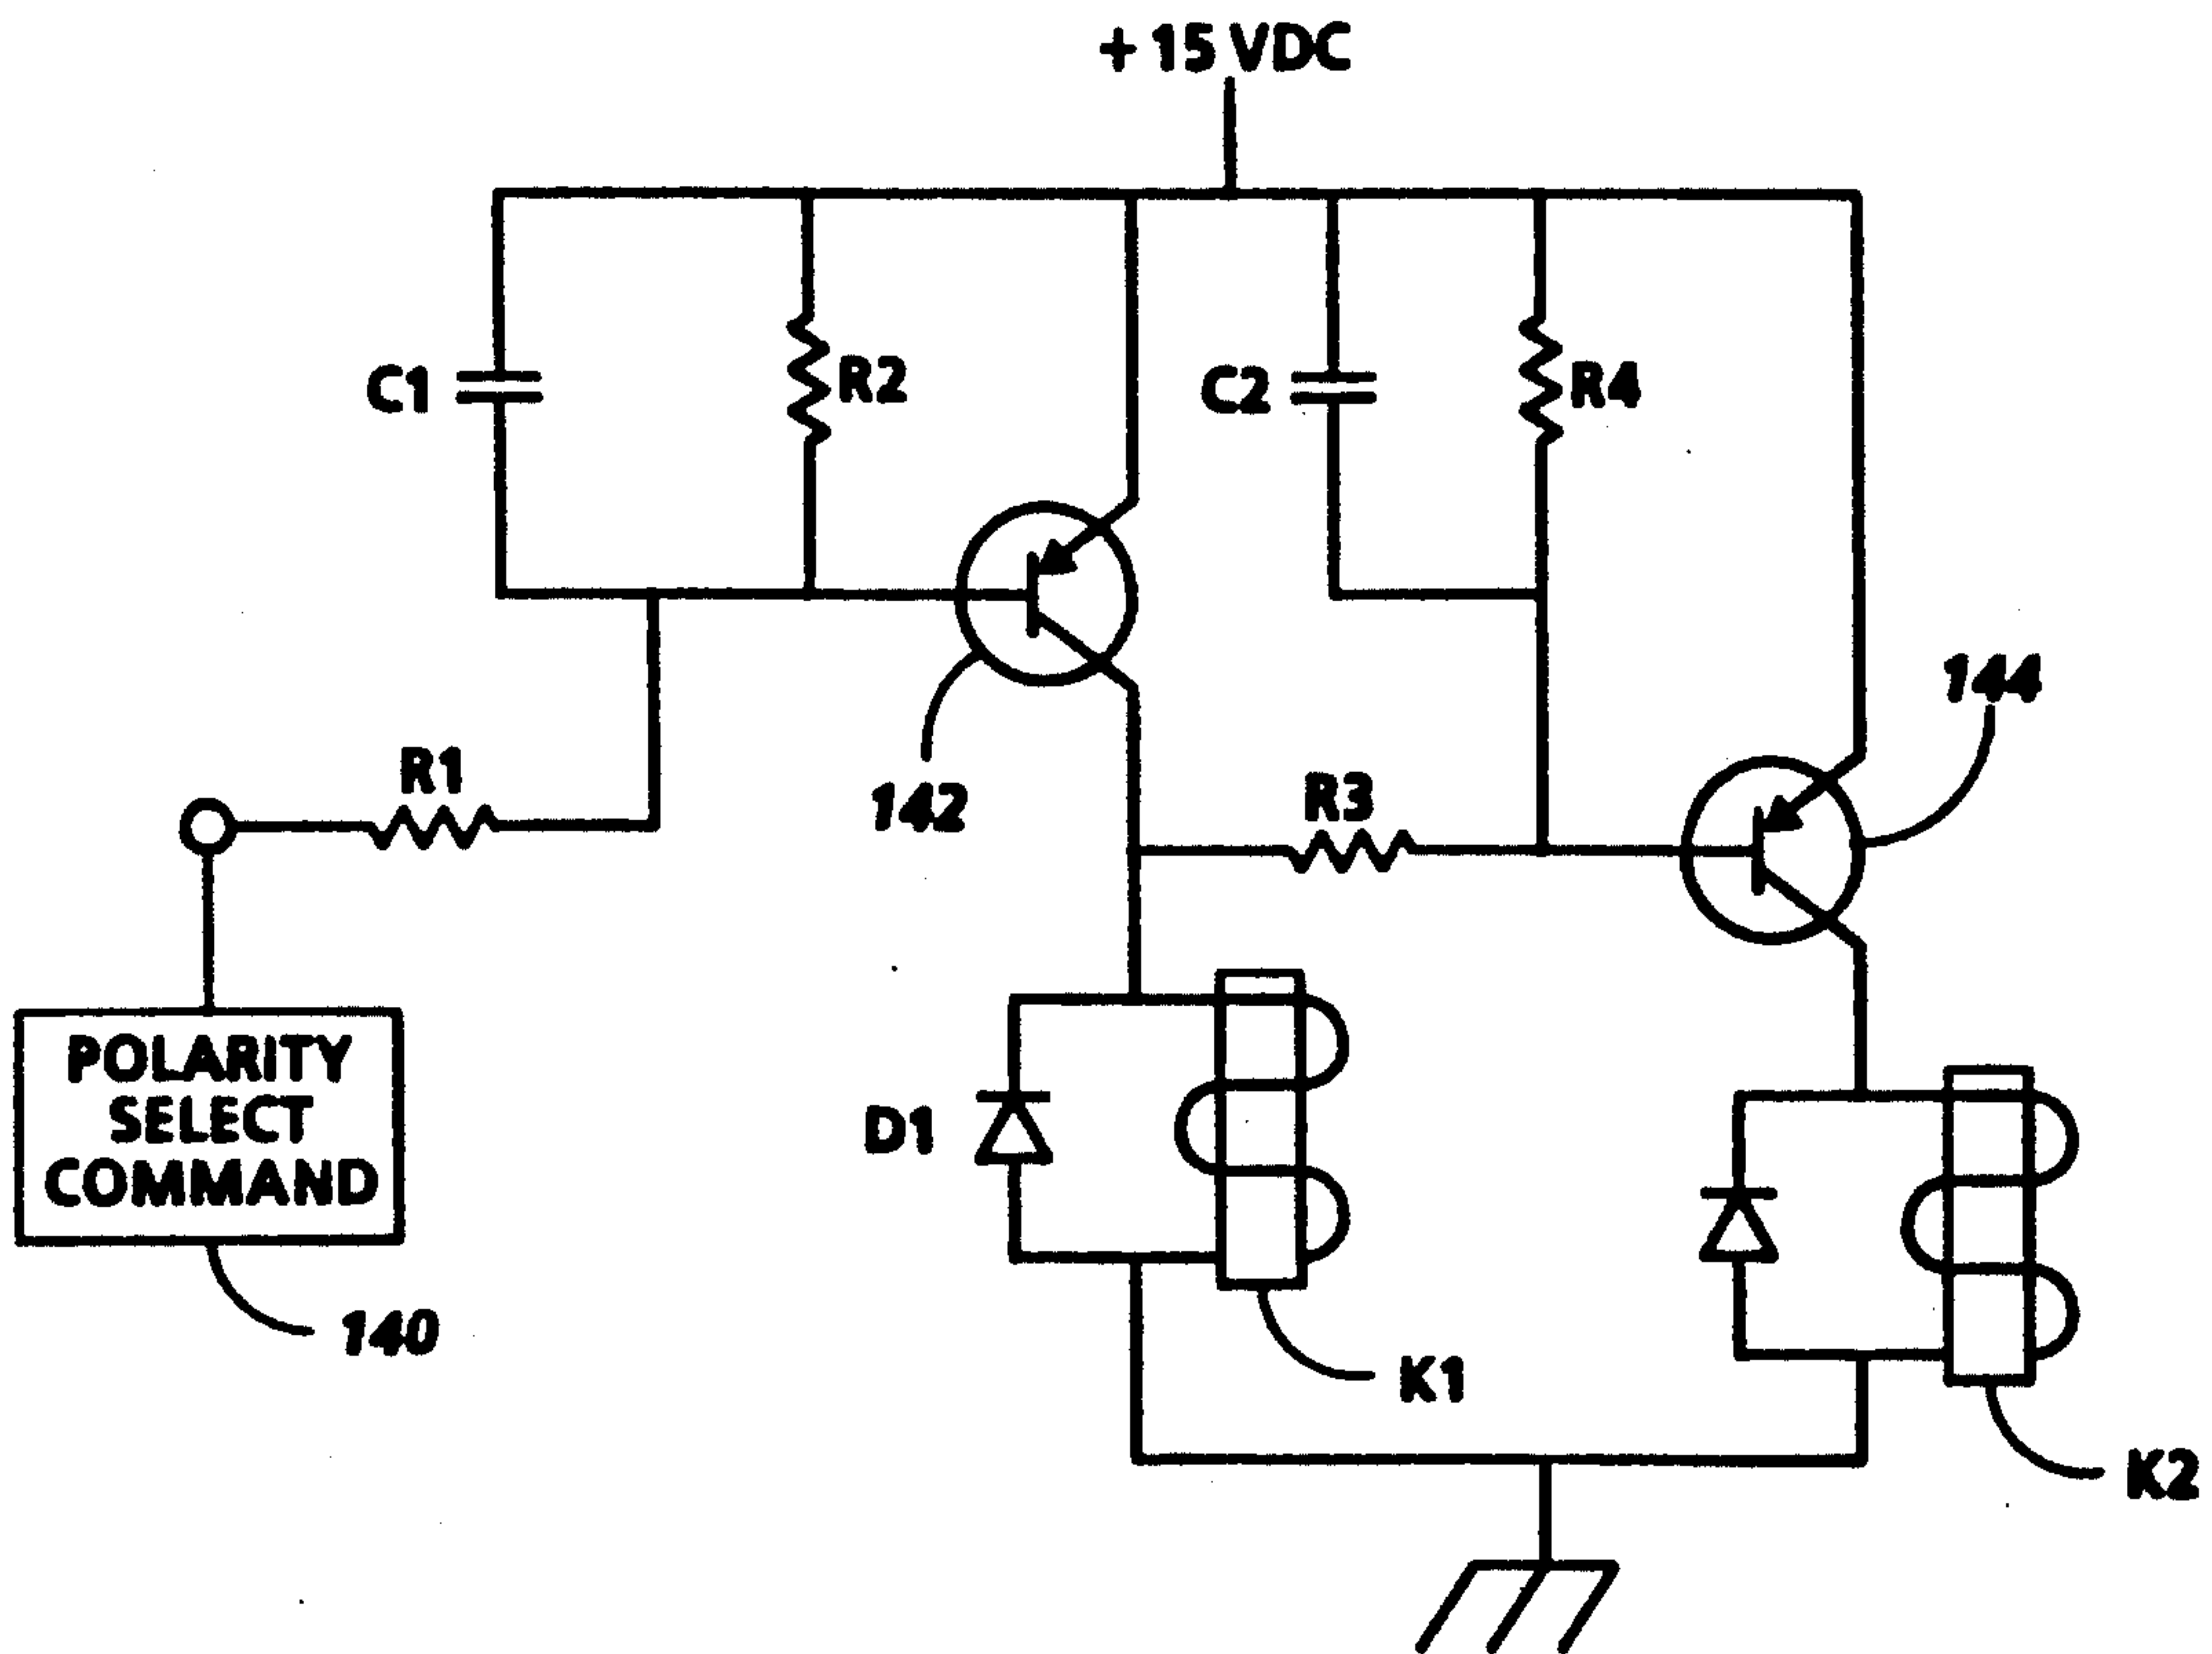 +15 VDC
C1
R2
C2
R4
144
R1
142
R3
POLARITY
SELECT
COMMAND
D1
140
K1
K2